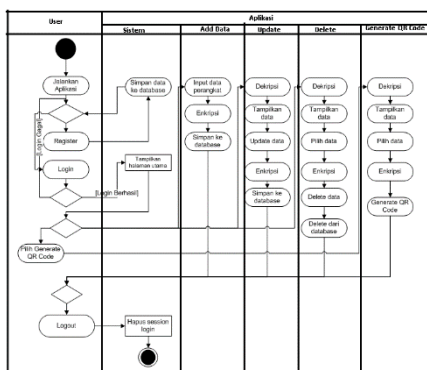 User
Aplikasi
Sistem
Add Data
Update
Delete
Generate QR Code
Jalankan
Aplikasi
Simpan data
ke database
Input data
perangkat
Dekripsi
Dekripsi
Dekripsi
Enkripsi
Tampilkan
data
Tampilkan
data
Tampilkan
data
Register
Simpan ke
database
Update data
Pilih data
Pilih data
[Login Gagal]
Login
Tampilkan
halaman utama
Enkripsi
Enkripsi
Enkripsi
[Login Berhasil]
Simpan ke
database
Delete data
Generate QR
Code
Delete dari
database
Pilih Generate
QR Code
Logout
Hapus session
login